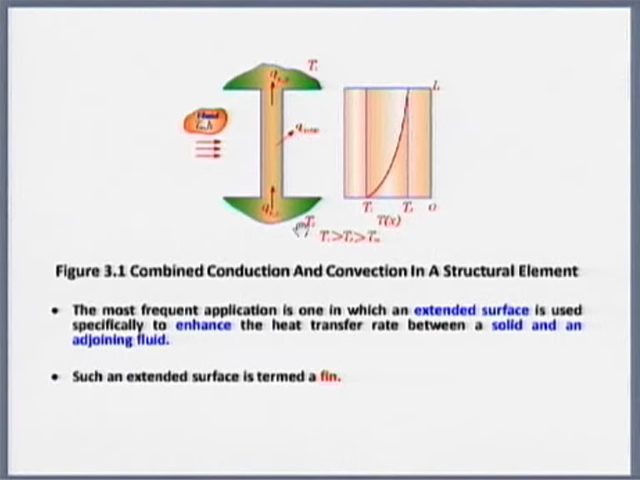 Fluid
L
T(x)
Figure 3.1 Combined Conduction And Convection In A Structural Element
• The most frequent application is one in which an extended surface is used
specifically to enhance the heat transfer rate between a solid and an
adjoining fluid.
• Such an extended surface is termed a fin.